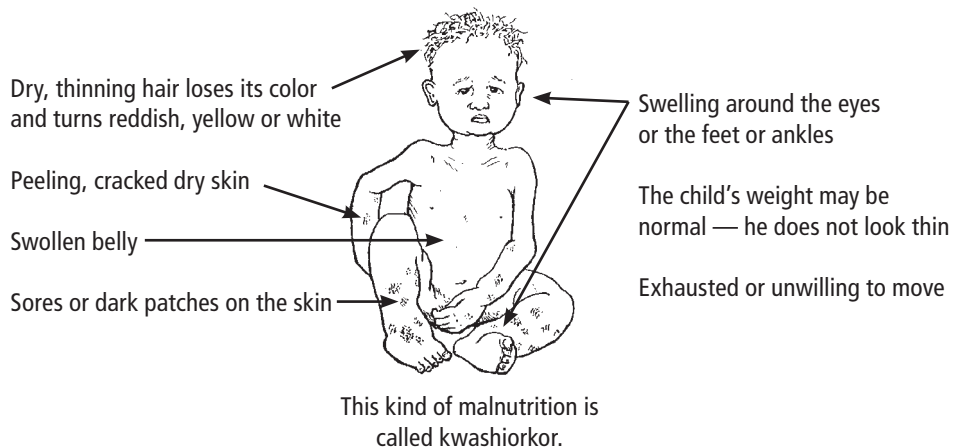 Dry, thinning hair loses its color
and turns reddish, yellow or white
Peeling, cracked dry skin
Swollen belly
Sores or dark patches on the skin
Swelling around the eyes
or the feet or ankles
The child’s weight may be
normal — he does not look thin
Exhausted or unwilling to move
This kind of malnutrition is
called kwashiorkor.